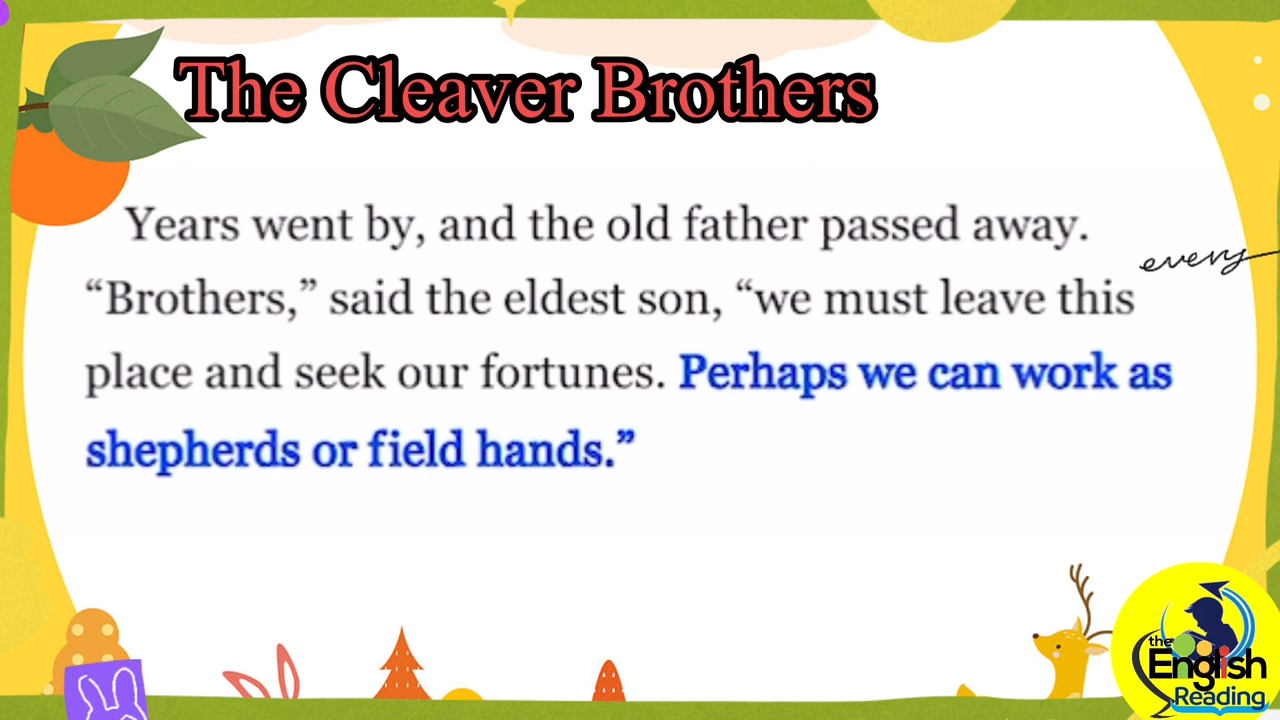 The Cleaver Brothers
Years went by, and the old father passed away.
every
“Brothers,” said the eldest son, “we must leave this
place and seek our fortunes. Perhaps we can work as
shepherds or field hands.”
the
English
Reading